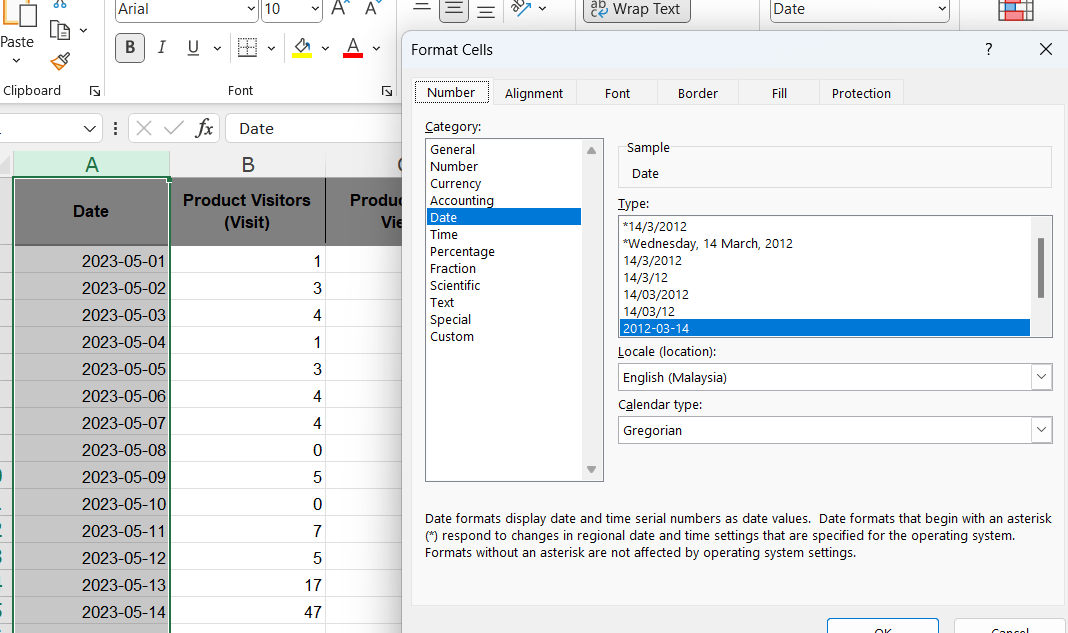 Arial
10
A
A
ab
Wrap Text
Date
Paste
B
I
U
A
Clipboard
Font
fx
Date
A
B
Date
Product Visitors
(Visit)
2023-05-01
1
2023-05-02
3
2023-05-03
4
2023-05-04
1
2023-05-05
3
2023-05-06
4
2023-05-07
4
2023-05-08
0
2023-05-09
5
2023-05-10
0
2023-05-11
7
2023-05-12
5
2023-05-13
17
2023-05-14
47
Format Cells
?
Number
Alignment
Font
Border
Fill
Protection
Category:
General
Number
Currency
Accounting
Date
Time
Percentage
Fraction
Scientific
Text
Special
Custom
Sample
Date
Type:
*14/3/2012
*Wednesday, 14 March, 2012
14/3/2012
14/3/12
14/03/2012
14/03/12
2012-03-14
Locale (location):
English (Malaysia)
Calendar type:
Gregorian
Date formats display date and time serial numbers as date values. Date formats that begin with an asterisk
(*) respond to changes in regional date and time settings that are specified for the operating system.
Formats without an asterisk are not affected by operating system settings.
OK
Cancel